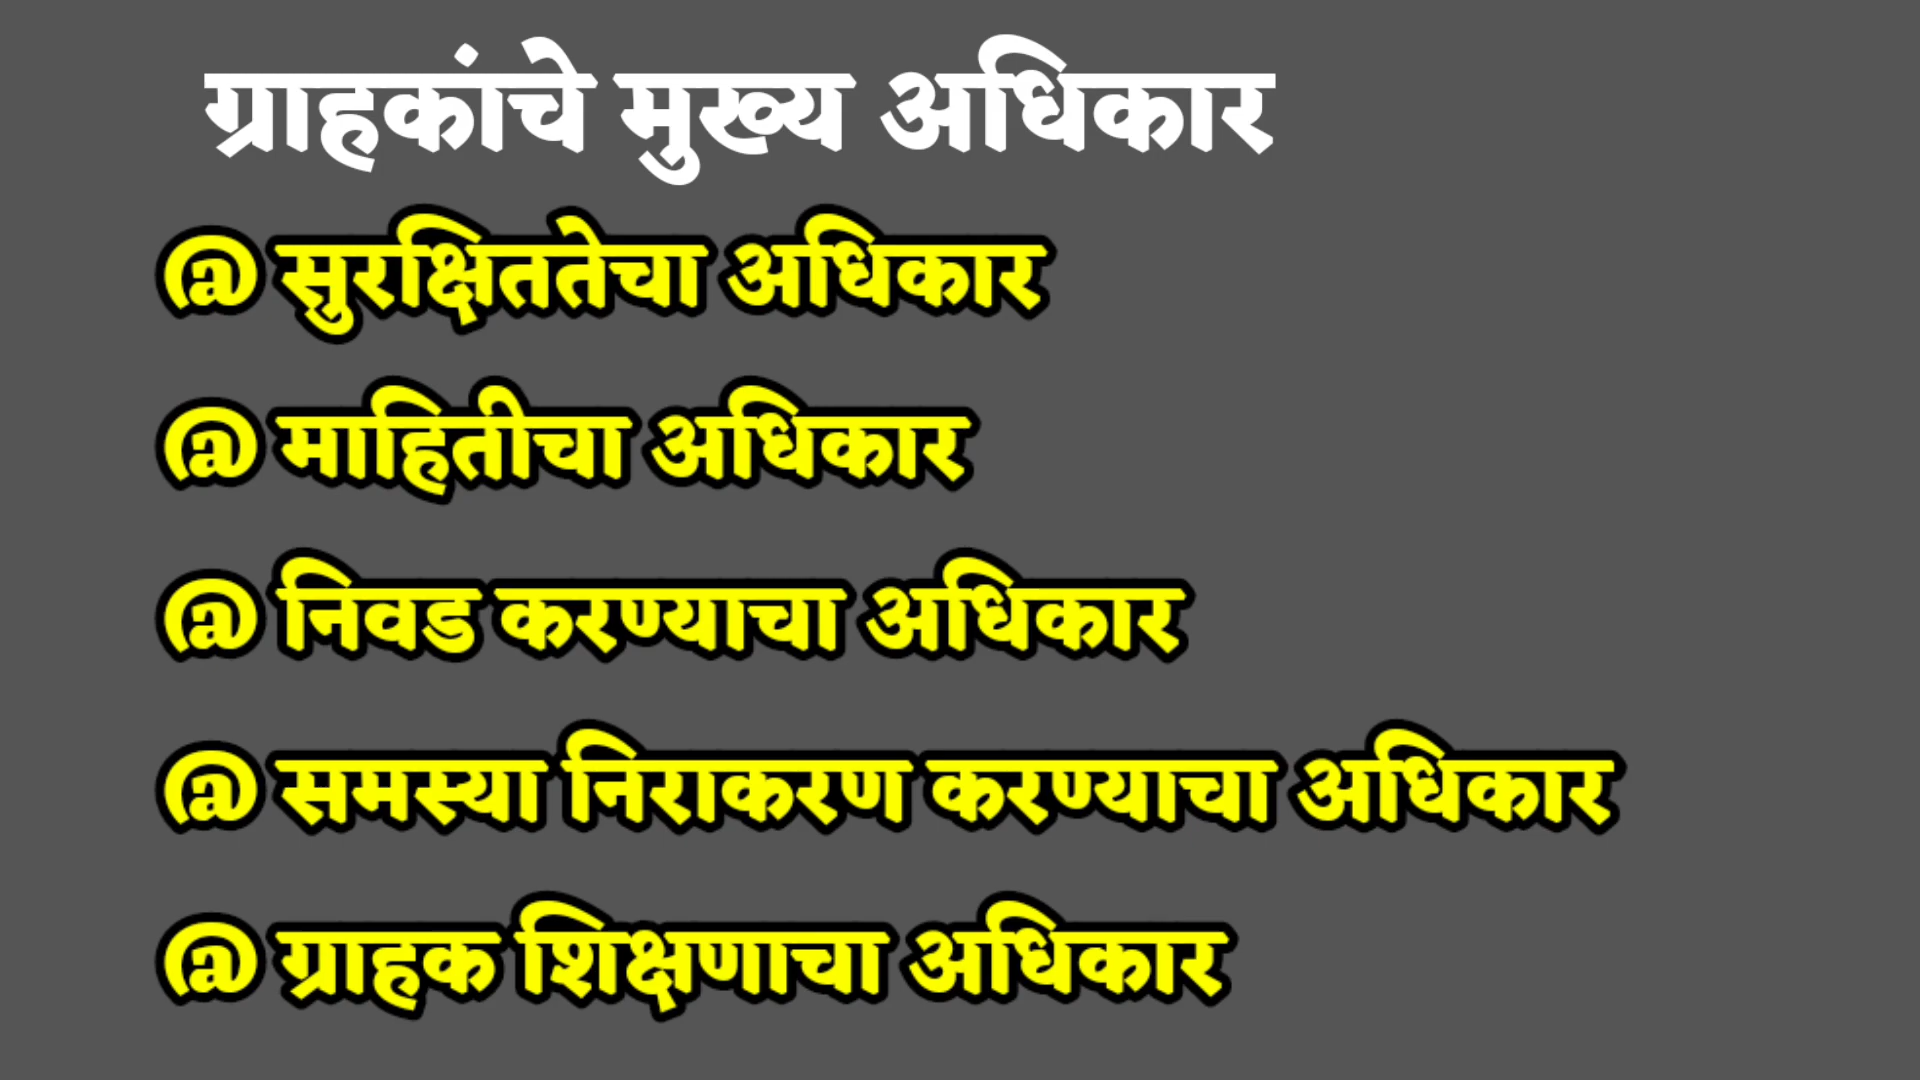 ग्राहकांचे मुख्य अधिकार
@ सुरक्षिततेचा अधिकार
@ माहितीचा अधिकार
@ निवड करण्याचा अधिकार
@ समस्या निराकरण करण्याचा अधिकार
@ ग्राहक शिक्षणाचा अधिकार